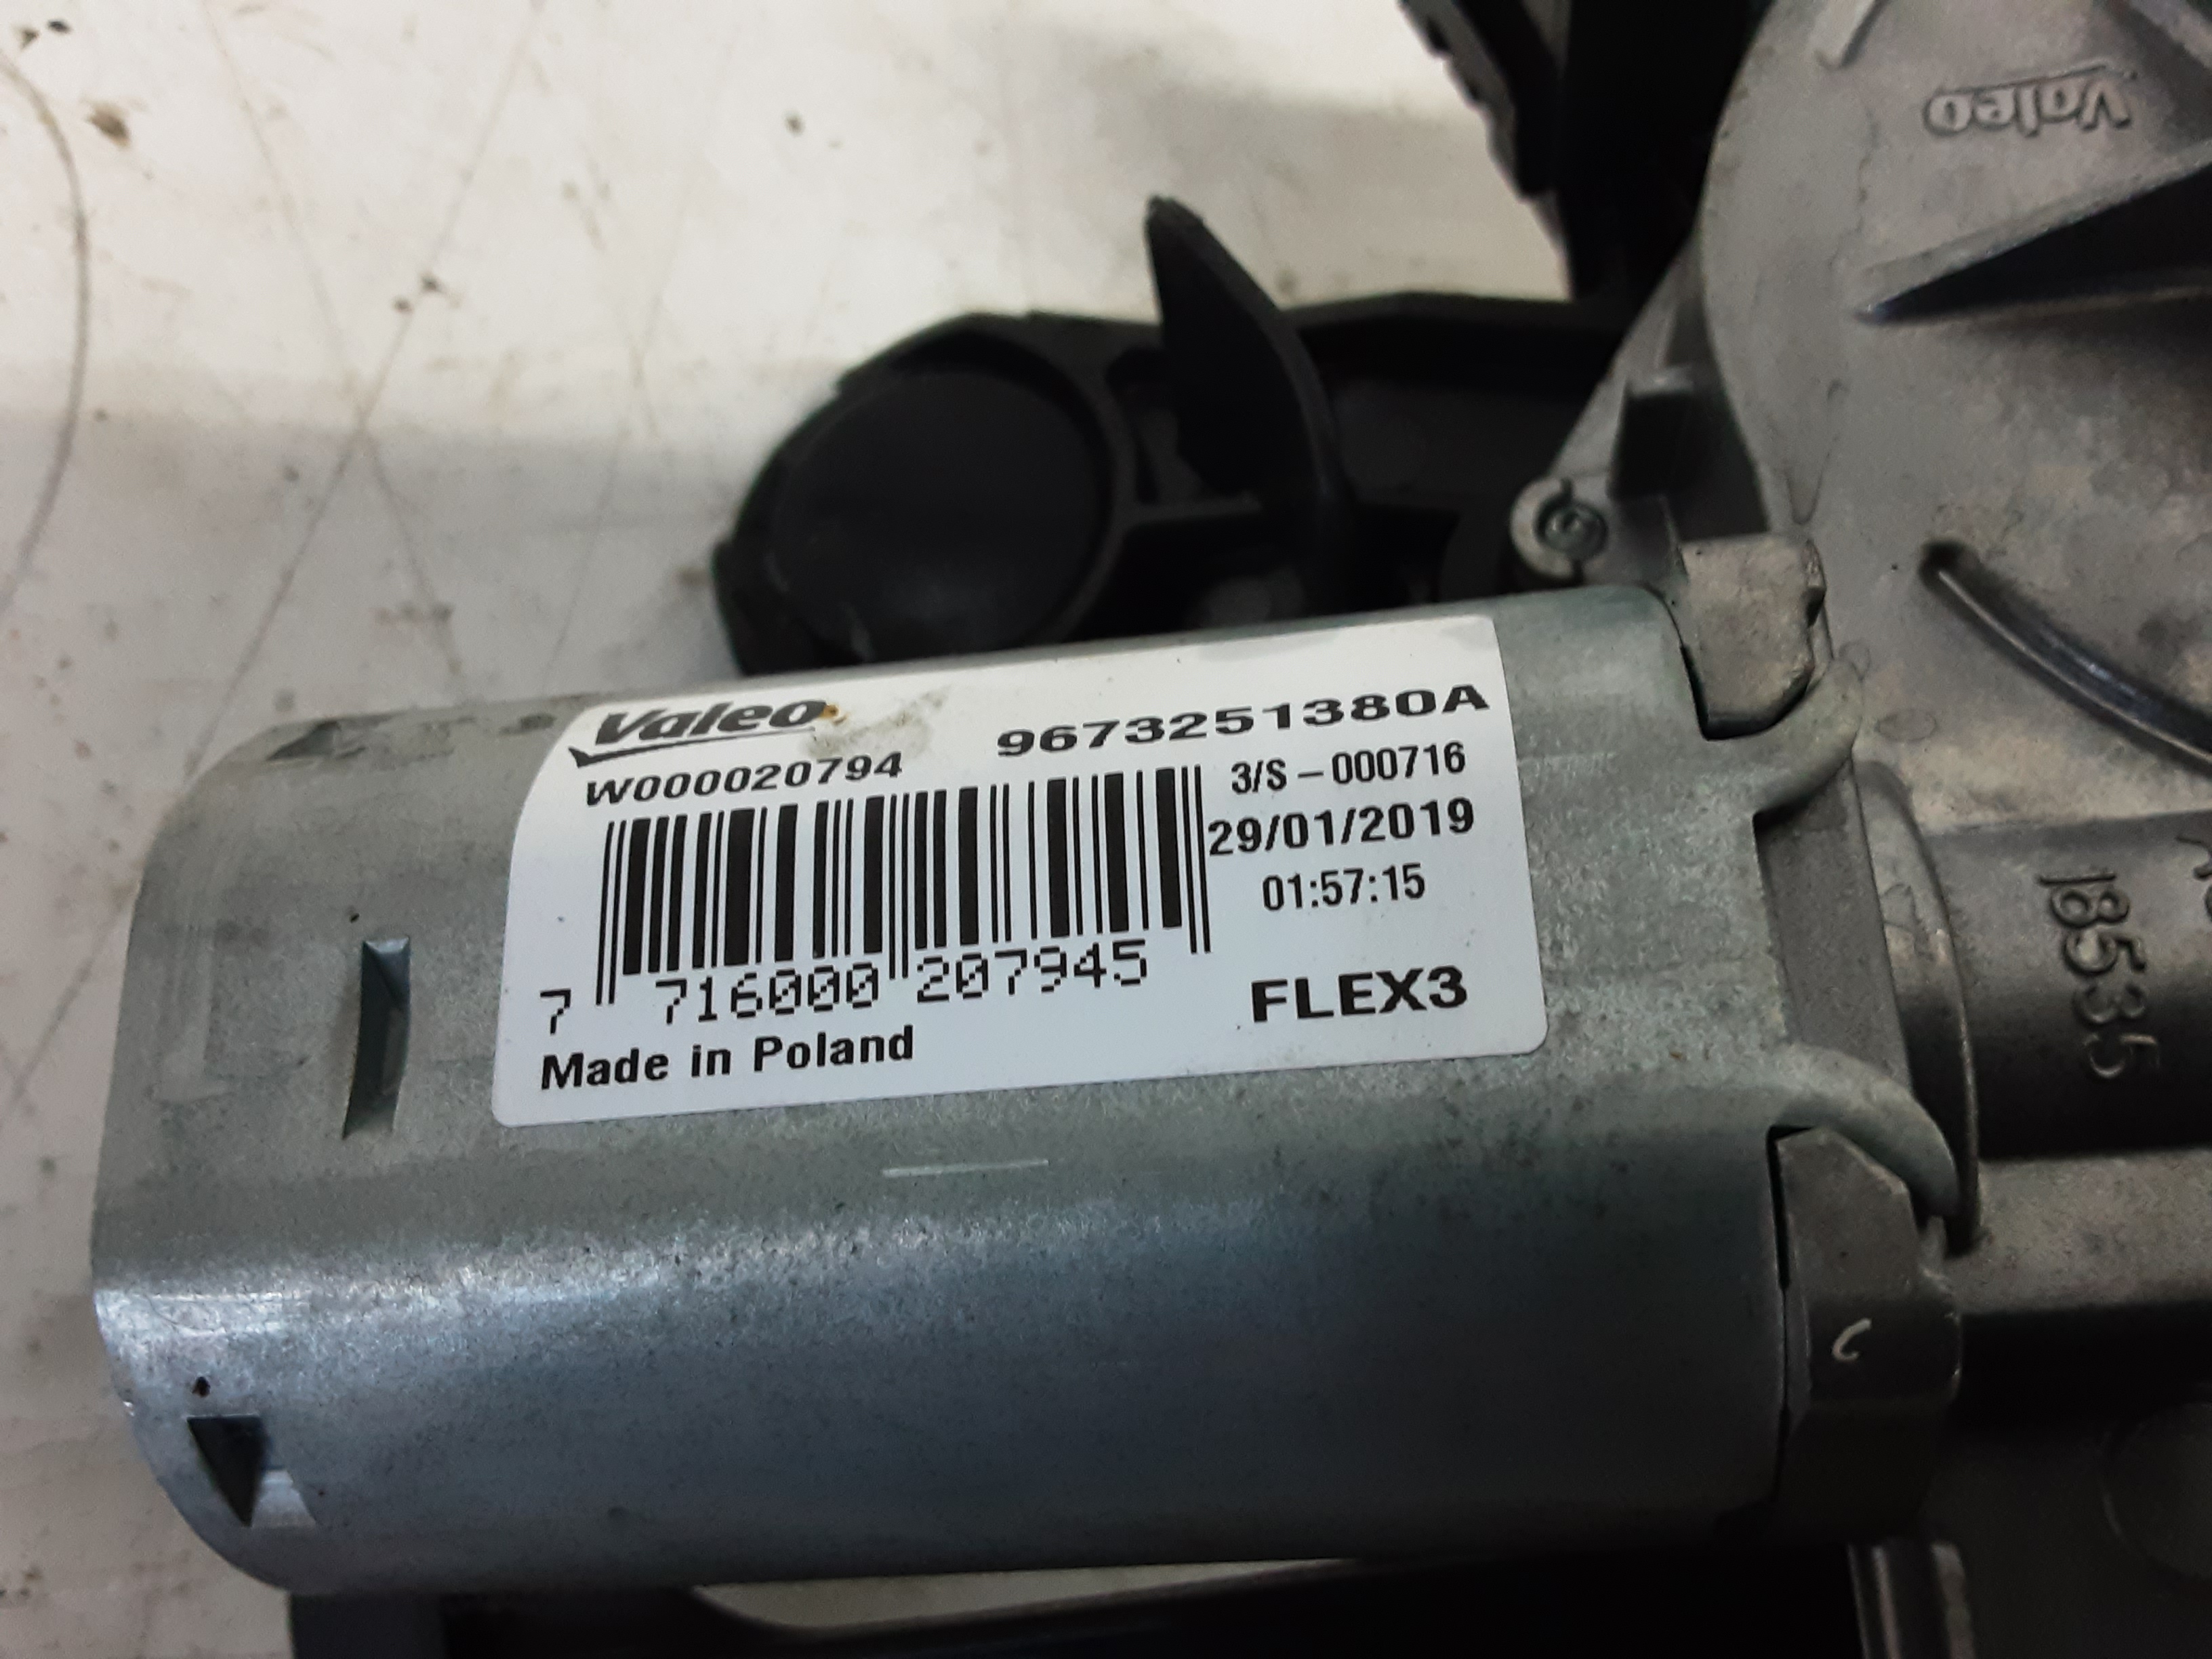 Valeo
Valeo 9673251380A
W000020794 3/S-000716
29/01/2019
01:57:15
7 716000 207945
FLEX3
Made in Poland
18535
C